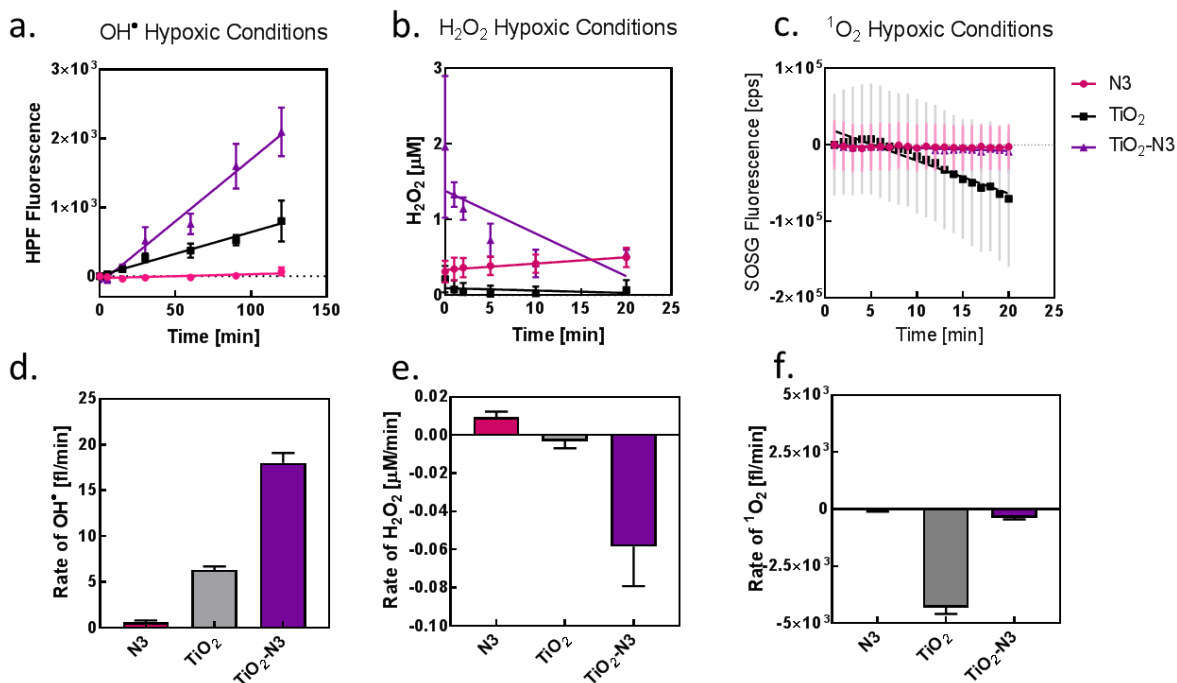 a.
OH• Hypoxic Conditions
3×10³
2×10³
1×10³
0
HPF Fluorescence
0
50
100
150
Time [min]
b.
H₂O₂ Hypoxic Conditions
3
2
1
0
H₂O₂ [µM]
0
5
10
15
20
25
Time [min]
c.
¹O₂ Hypoxic Conditions
1×10⁵
0
-1×10⁵
-2×10⁵
SOSG Fluorescence [cps]
0
5
10
15
20
25
Time [min]
N3
TiO₂
TiO₂-N3
d.
25
20
15
10
5
0
Rate of OH• [fl/min]
N3
TiO₂
TiO₂-N3
e.
0.02
0.00
-0.02
-0.04
-0.06
-0.08
-0.10
Rate of H₂O₂ [µM/min]
N3
TiO₂
TiO₂-N3
f.
5×10³
2.5×10³
0
-2.5×10³
-5×10³
Rate of ¹O₂ [fl/min]
N3
TiO₂
TiO₂-N3